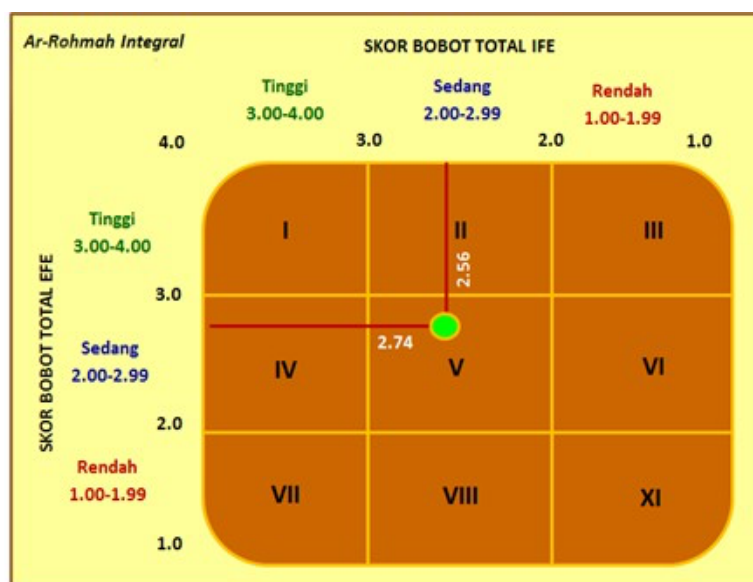 Ar-Rohmah Integral
SKOR BOBOT TOTAL IFE
Tinggi
3.00-4.00
Sedang
2.00-2.99
Rendah
1.00-1.99
4.0
3.0
2.0
1.0
SKOR BOBOT TOTAL EFE
Tinggi
3.00-4.00
I
II
III
2.56
3.0
2.74
Sedang
2.00-2.99
IV
V
VI
2.0
Rendah
1.00-1.99
VII
VIII
XI
1.0